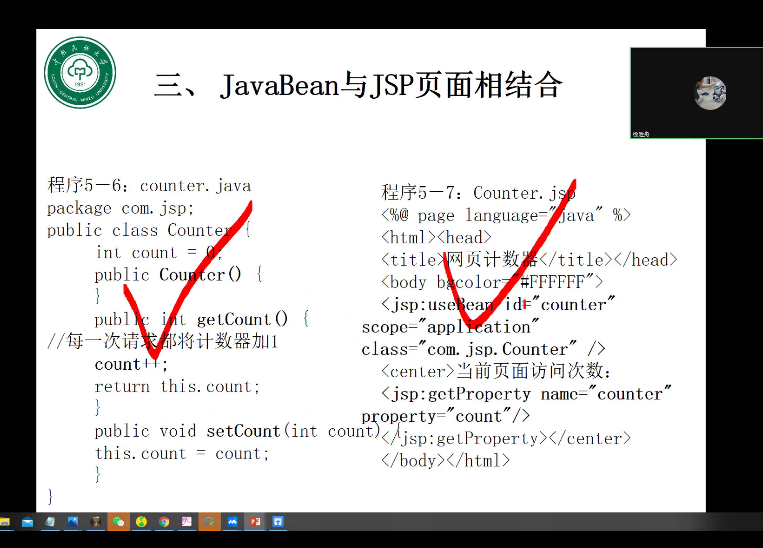 三、 JavaBean与JSP页面相结合
程序5－6：counter.java
package com.jsp;
public class Counter {
int count = 0;
public Counter() {
}
public int getCount() {
//每一次请求都将计数器加1
count++;
return this.count;
}
public void setCount(int count) {
this.count = count;
}
}
程序5－7：Counter.jsp
<%@ page language="java" %>
<html><head>
<title>网页计数器</title></head>
<body bgcolor="#FFFFFF">
<jsp:useBean id="counter"
scope="application"
class="com.jsp.Counter" />
<center>当前页面访问次数：
<jsp:getProperty name="counter"
property="count"/>
</jsp:getProperty></center>
</body></html>